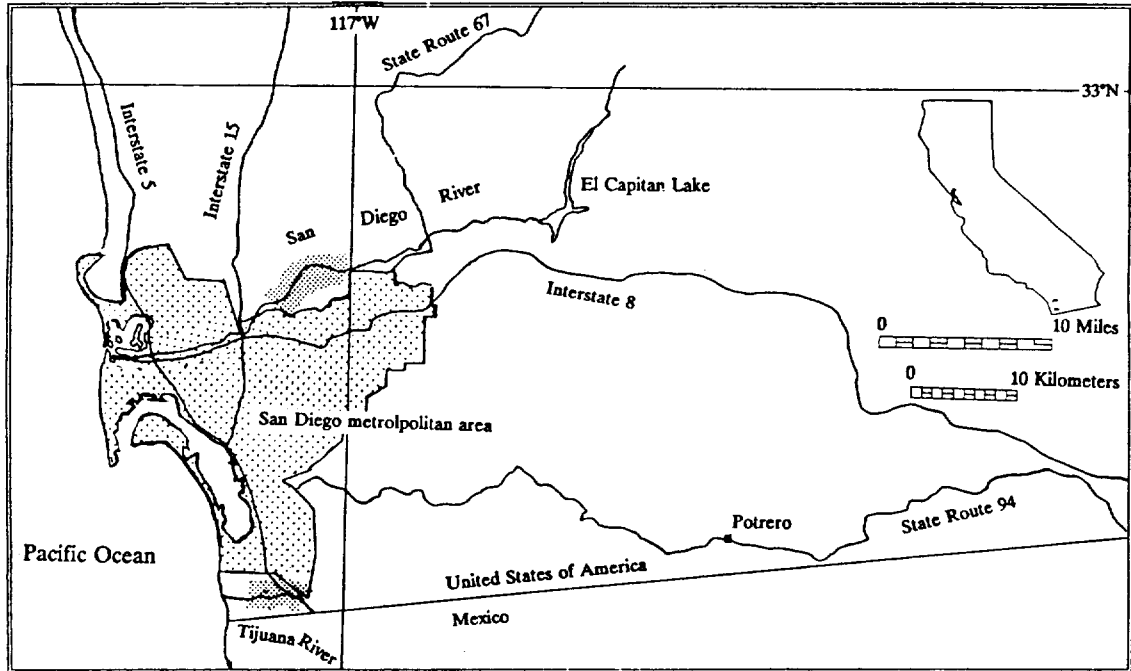 117°W
State Route 67
33°N
Interstate 5
Interstate 15
San Diego River
El Capitan Lake
Interstate 8
0 10 Miles
0 10 Kilometers
San Diego metrolpolitan area
Potrero
State Route 94
Pacific Ocean
United States of America
Mexico
Tijuana River